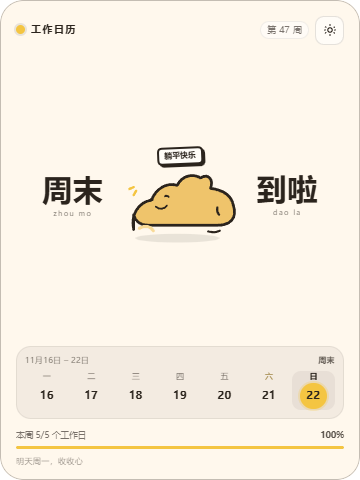 工作日历
第 47 周
躺平快乐
周末
zhou mo
到啦
dao la
11月16日 – 22日
周末
一 二 三 四 五 六 日
16 17 18 19 20 21 22
本周 5/5 个工作日
100%
明天周一，收收心